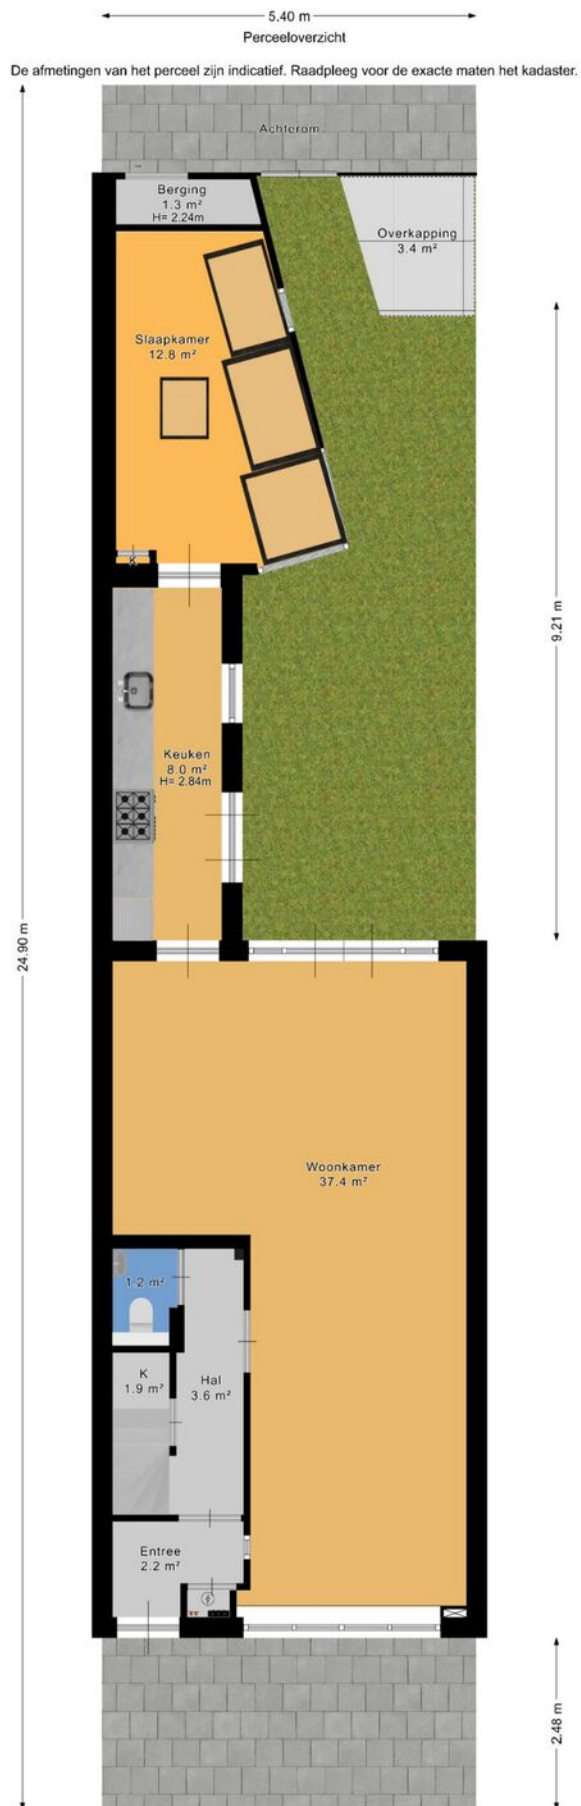 5.40 m
Perceeloverzicht
De afmetingen van het perceel zijn indicatief. Raadpleeg voor de exacte maten het kadaster.
Achterom
Berging
1.3 m²
H= 2.24m
Overkapping
3.4 m²
Slaapkamer
12.8 m²
K
9.21 m
Keuken
8.0 m²
H= 2.84m
24.90 m
Woonkamer
37.4 m²
1.2 m²
K
1.9 m²
Hal
3.6 m²
Entree
2.2 m²
2.48 m